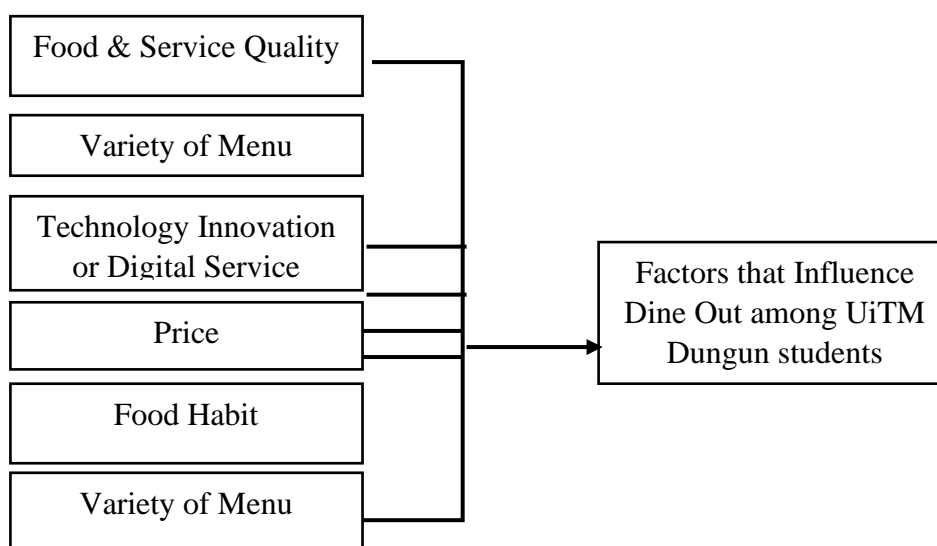 Food & Service Quality
Variety of Menu
Technology Innovation
or Digital Service
Price
Food Habit
Variety of Menu
Factors that Influence
Dine Out among UiTM
Dungun students